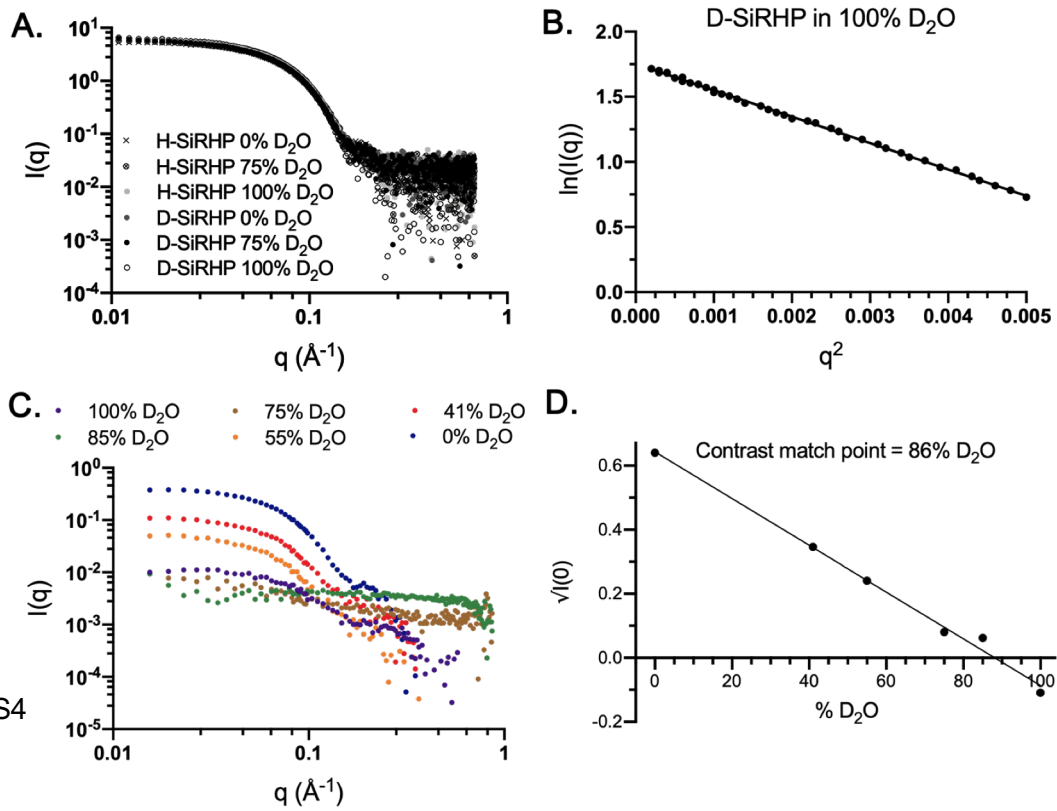 A.
I(q)
10^1
10^0
10^-1
10^-2
10^-3
10^-4
× H-SiRHP 0% D₂O
⊗ H-SiRHP 75% D₂O
● H-SiRHP 100% D₂O
● D-SiRHP 0% D₂O
• D-SiRHP 75% D₂O
○ D-SiRHP 100% D₂O
0.01 0.1 1
q (Å^-1)
B.
D-SiRHP in 100% D₂O
ln(I(q))
2.0
1.5
1.0
0.5
0.0
0.000 0.001 0.002 0.003 0.004 0.005
q^2
C.
• 100% D₂O • 75% D₂O • 41% D₂O
• 85% D₂O • 55% D₂O • 0% D₂O
I(q)
10^0
10^-1
10^-2
10^-3
10^-4
10^-5
0.01 0.1 1
q (Å^-1)
S4
D.
Contrast match point = 86% D₂O
√I(0)
0.6
0.4
0.2
0.0
-0.2
0 20 40 60 80 100
% D₂O